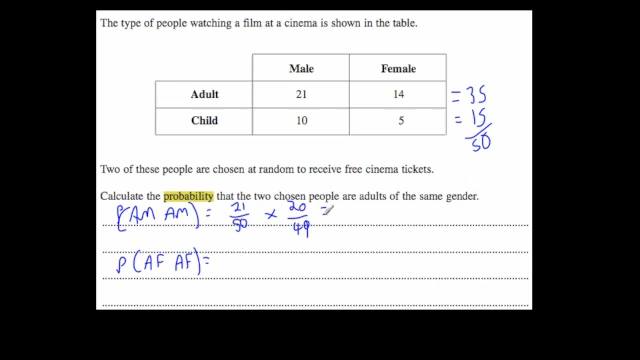 The type of people watching a film at a cinema is shown in the table.
Male Female
Adult 21 14 = 35
Child 10 5 = 15
50
Two of these people are chosen at random to receive free cinema tickets.
Calculate the probability that the two chosen people are adults of the same gender.
P(AM AM) = 21/50 × 20/49 =
P(AF AF) =